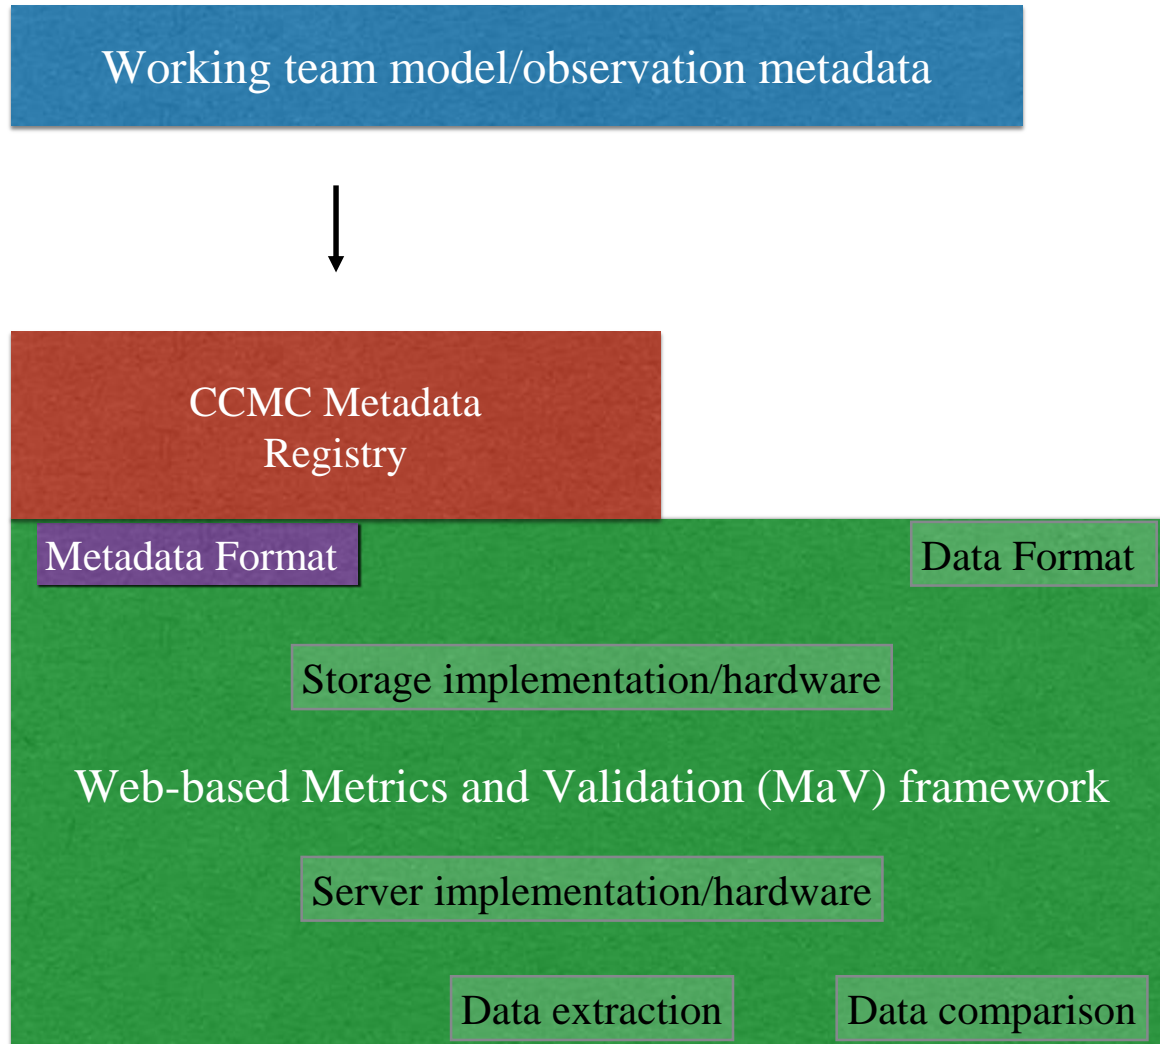 Working team model/observation metadata
CCMC Metadata
Registry
Metadata Format
Data Format
Storage implementation/hardware
Web-based Metrics and Validation (MaV) framework
Server implementation/hardware
Data extraction
Data comparison